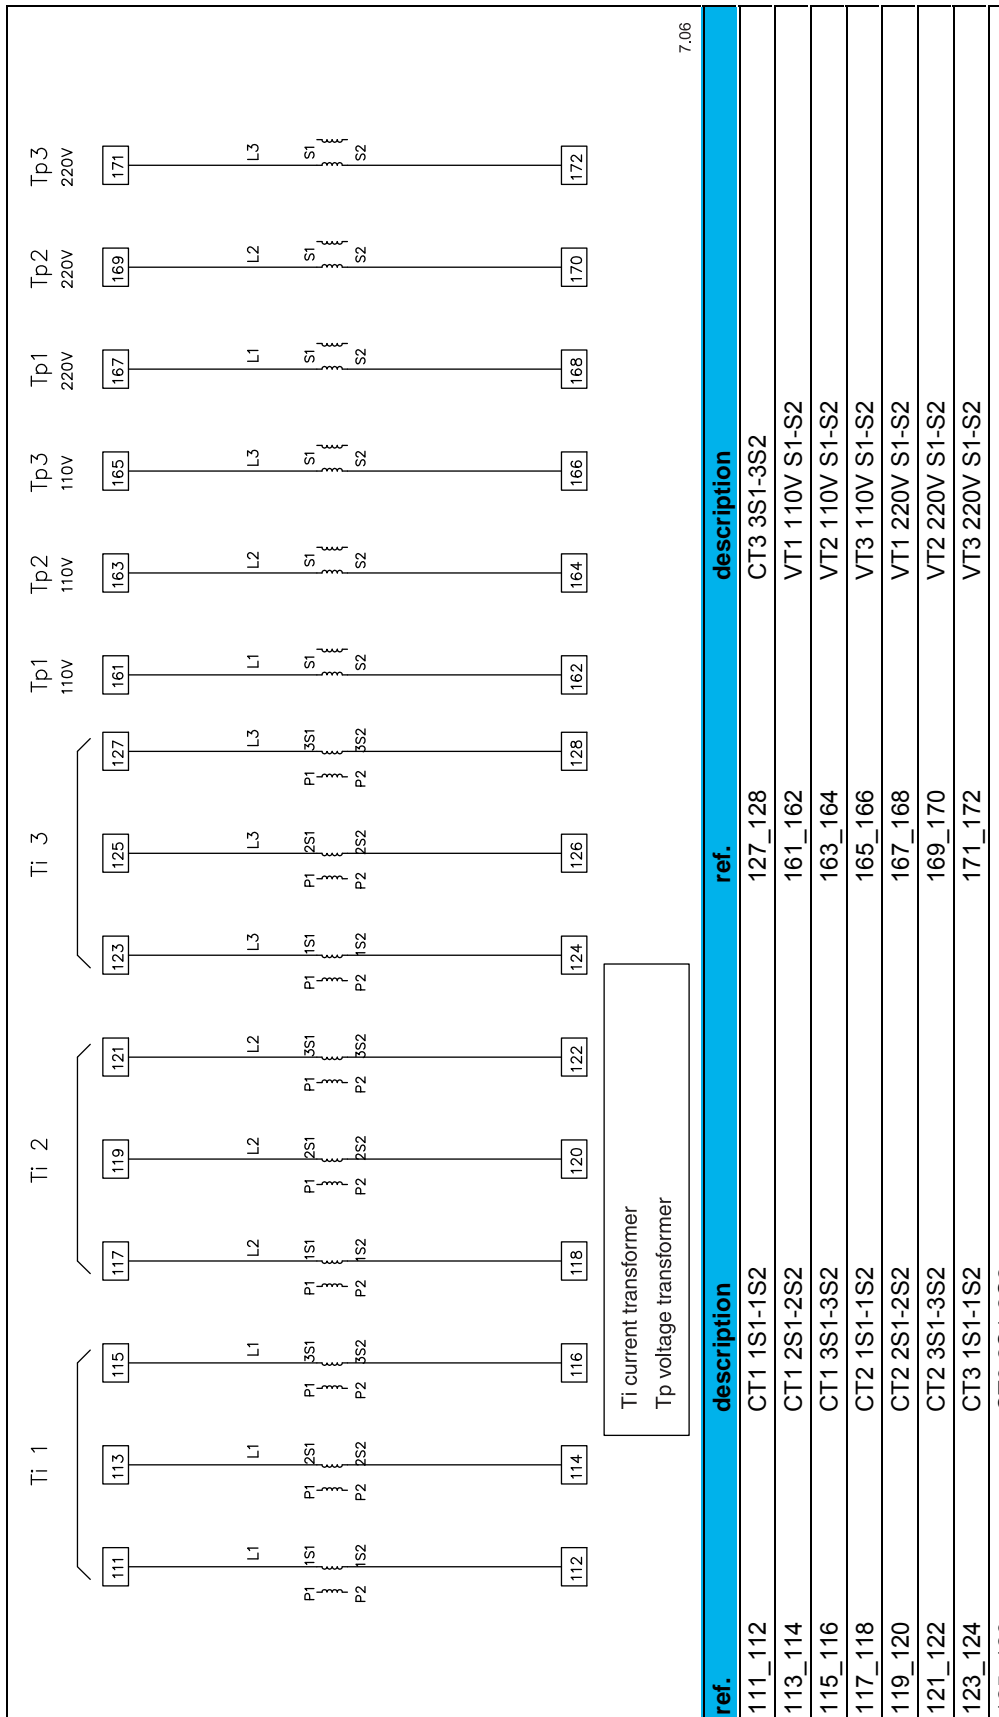 Ti 1 Ti 2 Ti 3 Tp1 Tp2 Tp3 Tp1 Tp2 Tp3
110V 110V 110V 220V 220V 220V
111 113 115 117 119 121 123 125 127 161 163 165 167 169 171
L1 L1 L1 L2 L2 L2 L3 L3 L3 L1 L2 L3 L1 L2 L3
P1 1S1 P1 2S1 P1 3S1 P1 1S1 P1 2S1 P1 3S1 P1 1S1 P1 2S1 P1 3S1 S1 S1 S1 S1 S1 S1
P2 1S2 P2 2S2 P2 3S2 P2 1S2 P2 2S2 P2 3S2 P2 1S2 P2 2S2 P2 3S2 S2 S2 S2 S2 S2 S2
112 114 116 118 120 122 124 126 128 162 164 166 168 170 172
Ti current transformer
Tp voltage transformer
7.06
ref. description ref. description
111_112 CT1 1S1-1S2 127_128 CT3 3S1-3S2
113_114 CT1 2S1-2S2 161_162 VT1 110V S1-S2
115_116 CT1 3S1-3S2 163_164 VT2 110V S1-S2
117_118 CT2 1S1-1S2 165_166 VT3 110V S1-S2
119_120 CT2 2S1-2S2 167_168 VT1 220V S1-S2
121_122 CT2 3S1-3S2 169_170 VT2 220V S1-S2
123_124 CT3 1S1-1S2 171_172 VT3 220V S1-S2